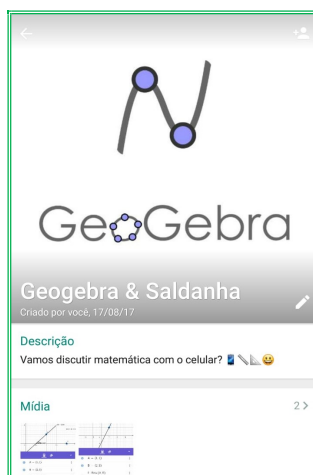 GeoGebra
Geogebra & Saldanha
Criado por você, 17/08/17
Descrição
Vamos discutir matemática com o celular? 📱📏📐😀
Mídia
2 >